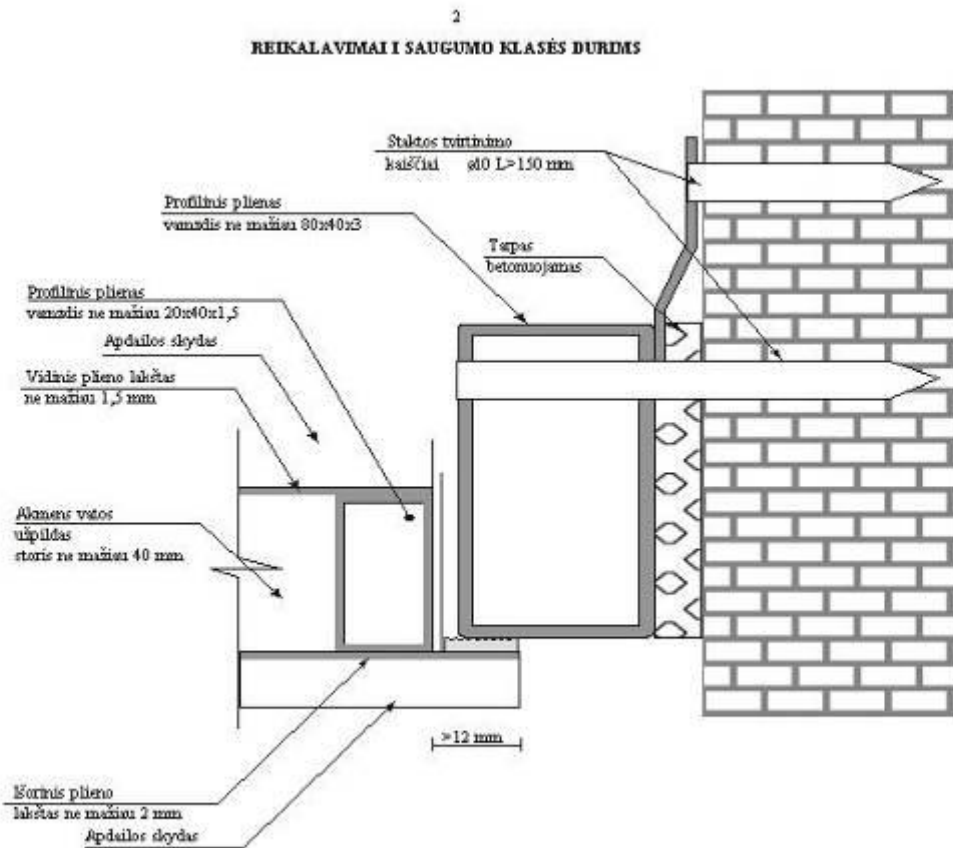 2
REIKALAVIMAI I SAUGUMO KLASĖS DURIMS
Staktos tvirtinimo
kaiščiai ø10 L>150 mm
Profilinis plienas
vamzdis ne mažiau 80x40x3
Tarpas
betonuojamas
Profilinis plienas
vamzdis ne mažiau 20x40x1,5
Apdailos skydas
Vidinis plieno lakštas
ne mažiau 1,5 mm
Akmens vatos
užpildas
storis ne mažiau 40 mm
>12 mm
Išorinis plieno
lakštas ne mažiau 2 mm
Apdailos skydas